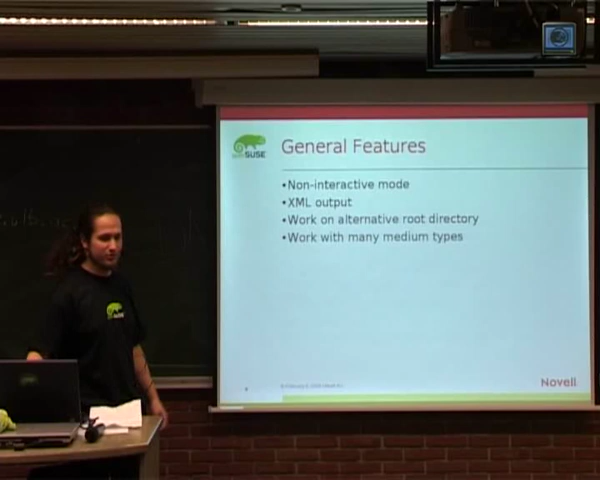 SUSE
General Features
•Non-interactive mode
•XML output
•Work on alternative root directory
•Work with many medium types
Novell
SUSE